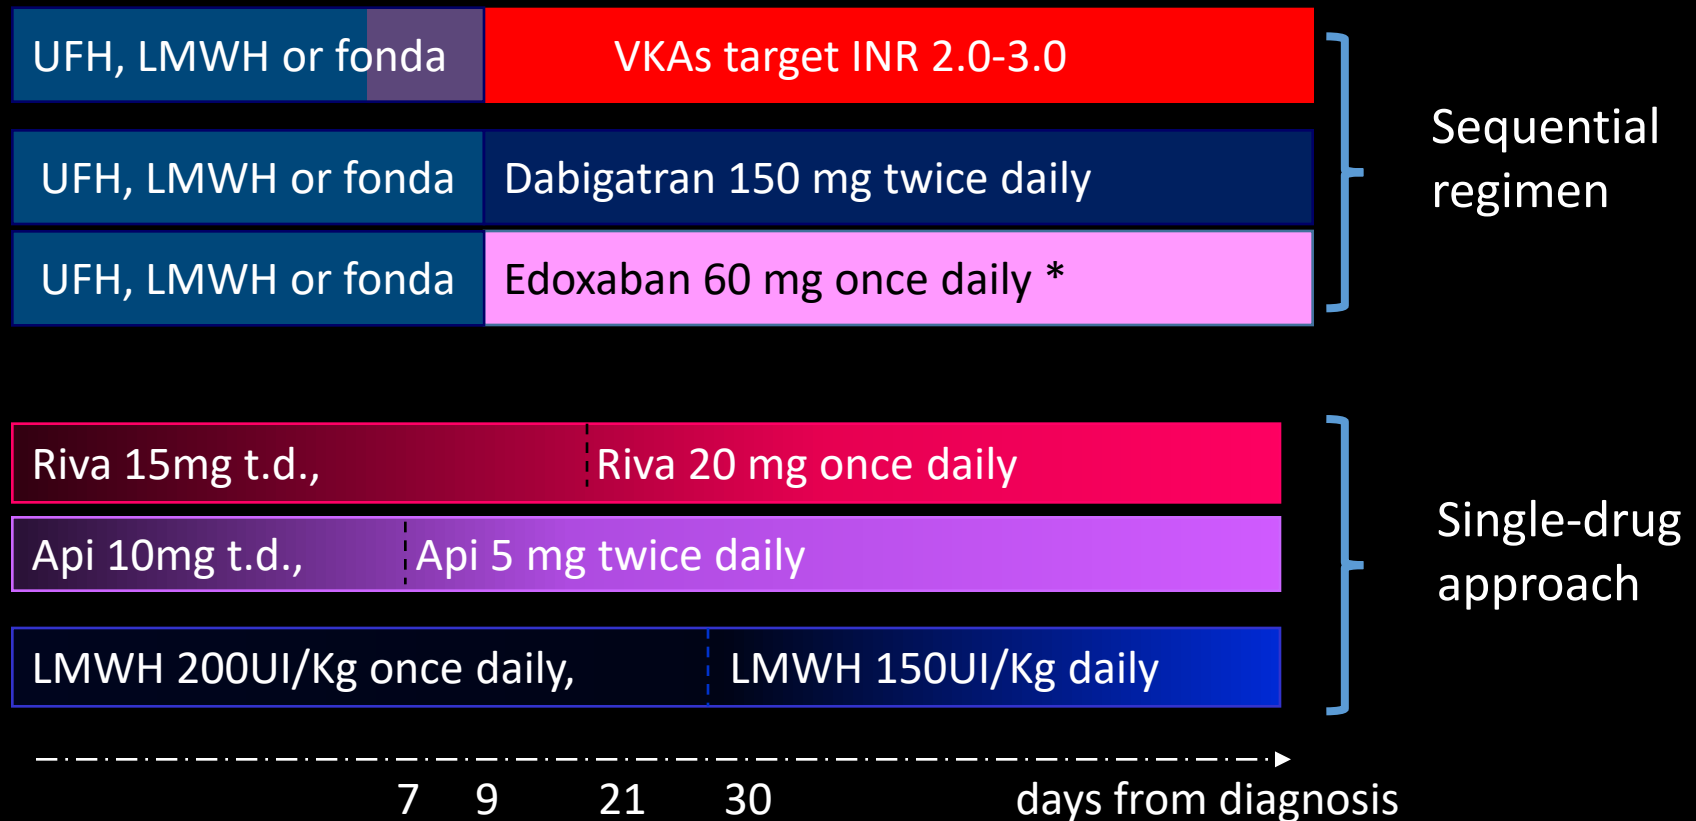 UFH, LMWH or fonda VKAs target INR 2.0-3.0
UFH, LMWH or fonda Dabigatran 150 mg twice daily
UFH, LMWH or fonda Edoxaban 60 mg once daily *
Sequential
regimen
Riva 15mg t.d., Riva 20 mg once daily
Api 10mg t.d., Api 5 mg twice daily
LMWH 200UI/Kg once daily, LMWH 150UI/Kg daily
Single-drug
approach
7 9 21 30 days from diagnosis